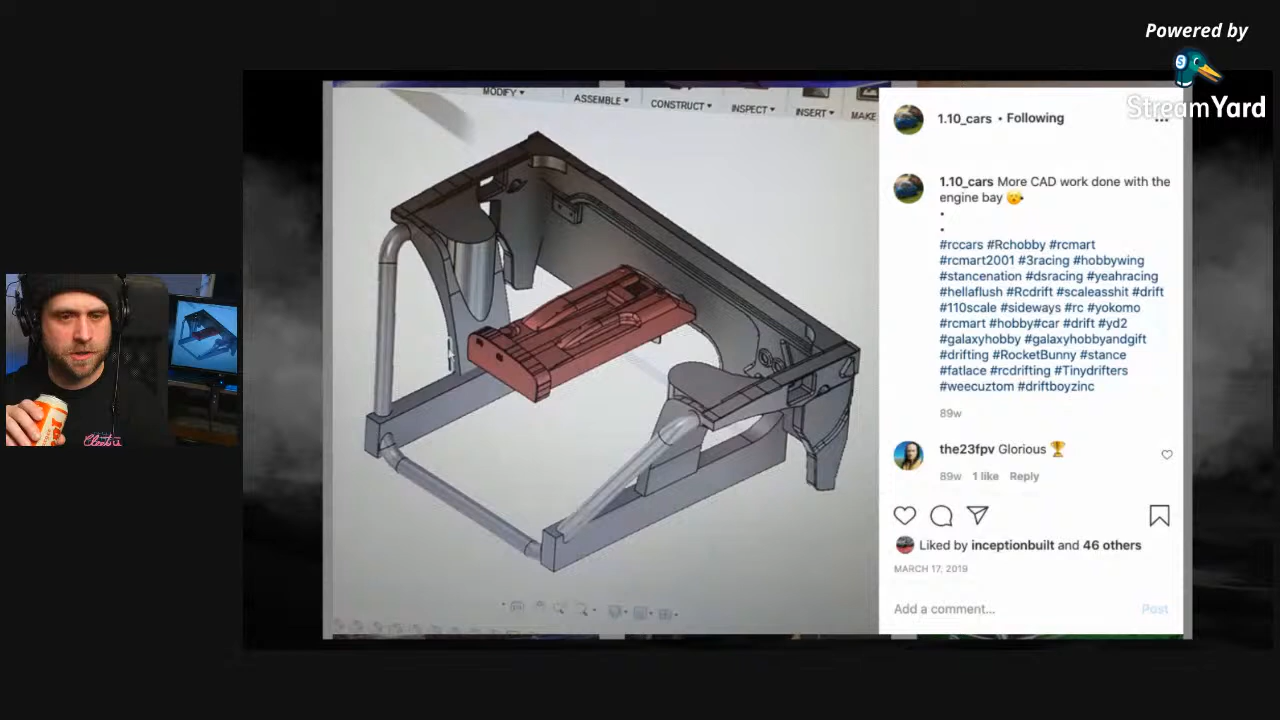 Powered by
StreamYard
MODIFY ASSEMBLE CONSTRUCT INSPECT INSERT MAKE
1.10_cars • Following
1.10_cars More CAD work done with the
engine bay
•
•
#rccars #Rchobby #rcmart
#rcmart2001 #3racing #hobbywing
#stancenation #dsracing #yeahracing
#hellaflush #Rcdrift #scaleasshit #drift
#110scale #sideways #rc #yokomo
#rcmart #hobby#car #drift #yd2
#galaxyhobby #galaxyhobbyandgift
#drifting #RocketBunny #stance
#fatlace #rcdrifting #Tinydrifters
#weecuztom #driftboyzinc
89w
the23fpv Glorious 🏆
89w 1 like Reply
Liked by inceptionbuilt and 46 others
MARCH 17, 2019
Add a comment... Post